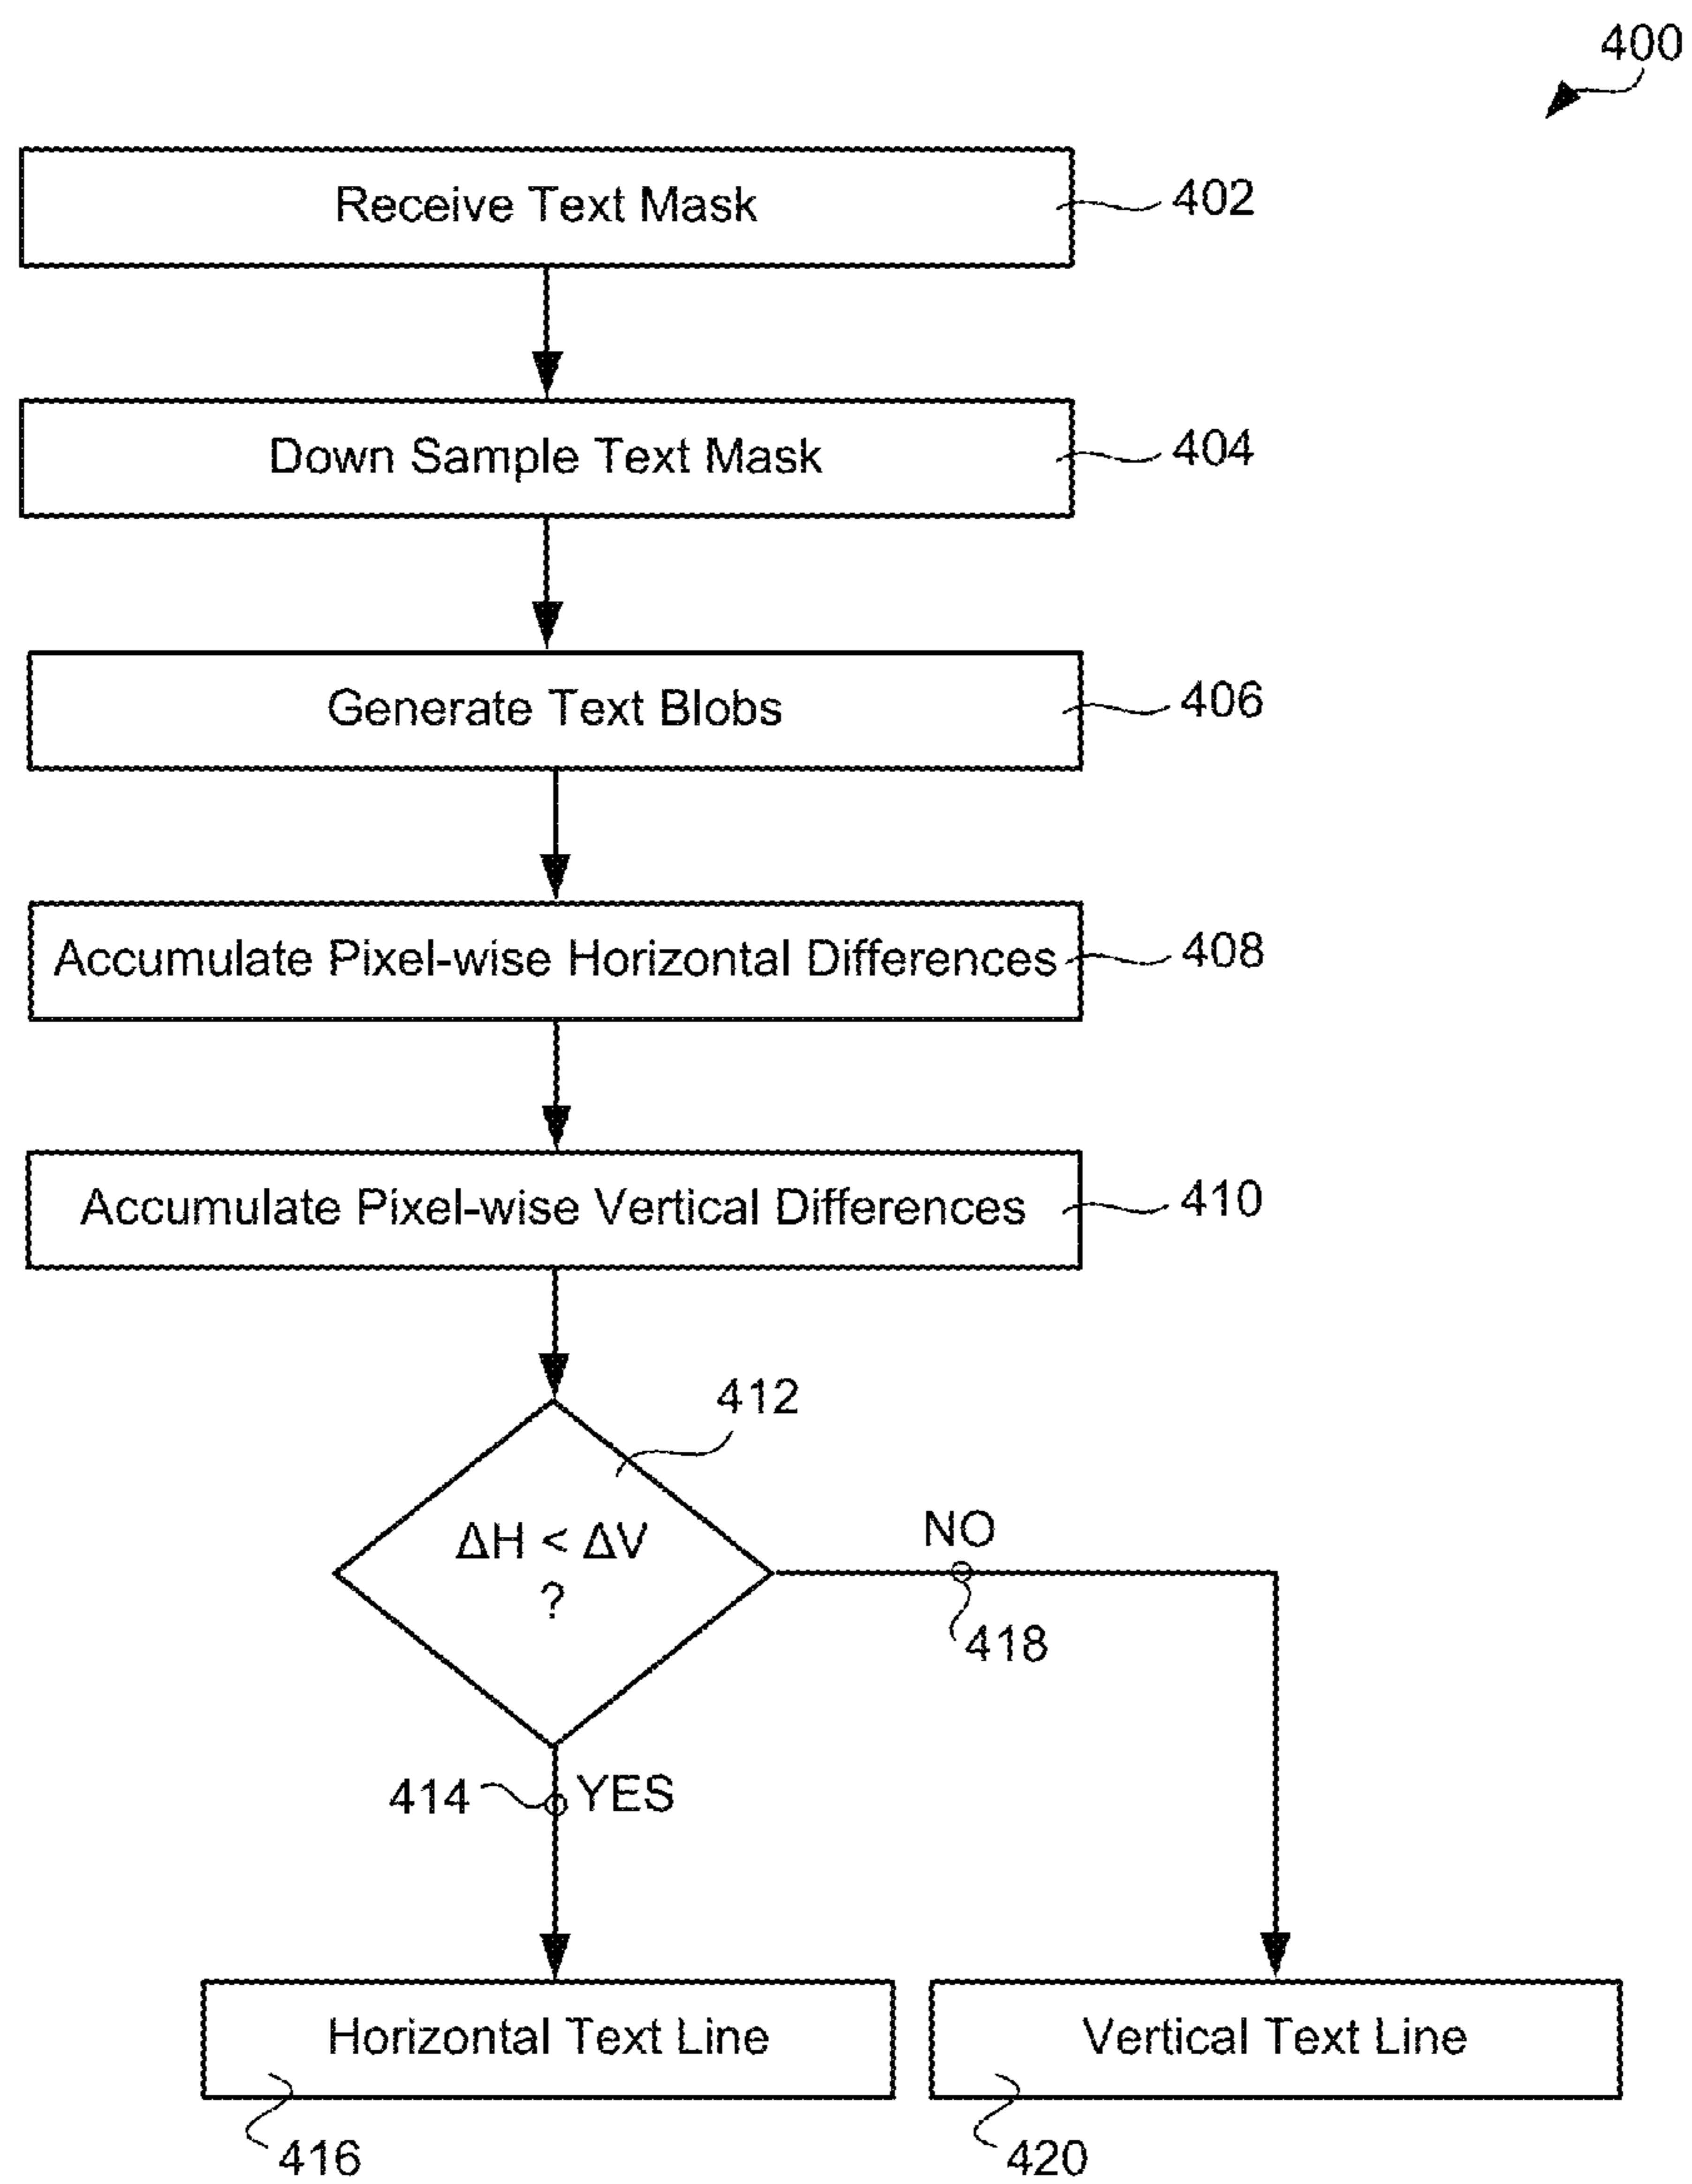 400
Receive Text Mask
402
Down Sample Text Mask
404
Generate Text Blobs
406
Accumulate Pixel-wise Horizontal Differences
408
Accumulate Pixel-wise Vertical Differences
410
412
ΔH < ΔV
?
NO
418
414
YES
Horizontal Text Line
Vertical Text Line
416
420